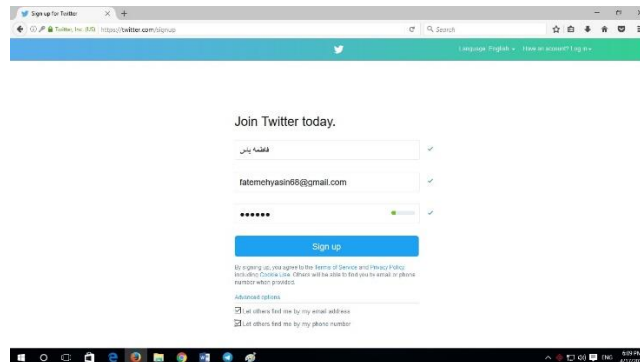 Sign up for Twitter
Twitter, Inc. (US) https://twitter.com/signup
Search
Language: English Have an account? Log in
Join Twitter today.
فاطمه یاس
fatemehyasin68@gmail.com
Sign up
By signing up, you agree to the Terms of Service and Privacy Policy,
including Cookie Use. Others will be able to find you by email or phone
number when provided.
Advanced options
Let others find me by my email address
Let others find me by my phone number
ENG
6:09 PM